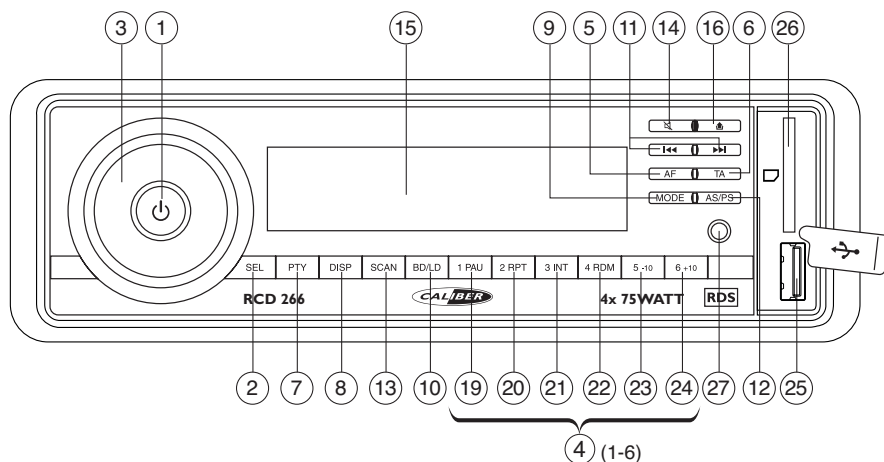 3 1 15 9 5 11 14 16 6 26
AF TA
MODE AS/PS
SEL PTY DISP SCAN BD/LD 1 PAU 2 RPT 3 INT 4 RDM 5 -10 6 +10
RCD 266 CALIBER 4x 75WATT RDS
2 7 8 13 10 19 20 21 22 23 24 27 12 25
4 (1-6)